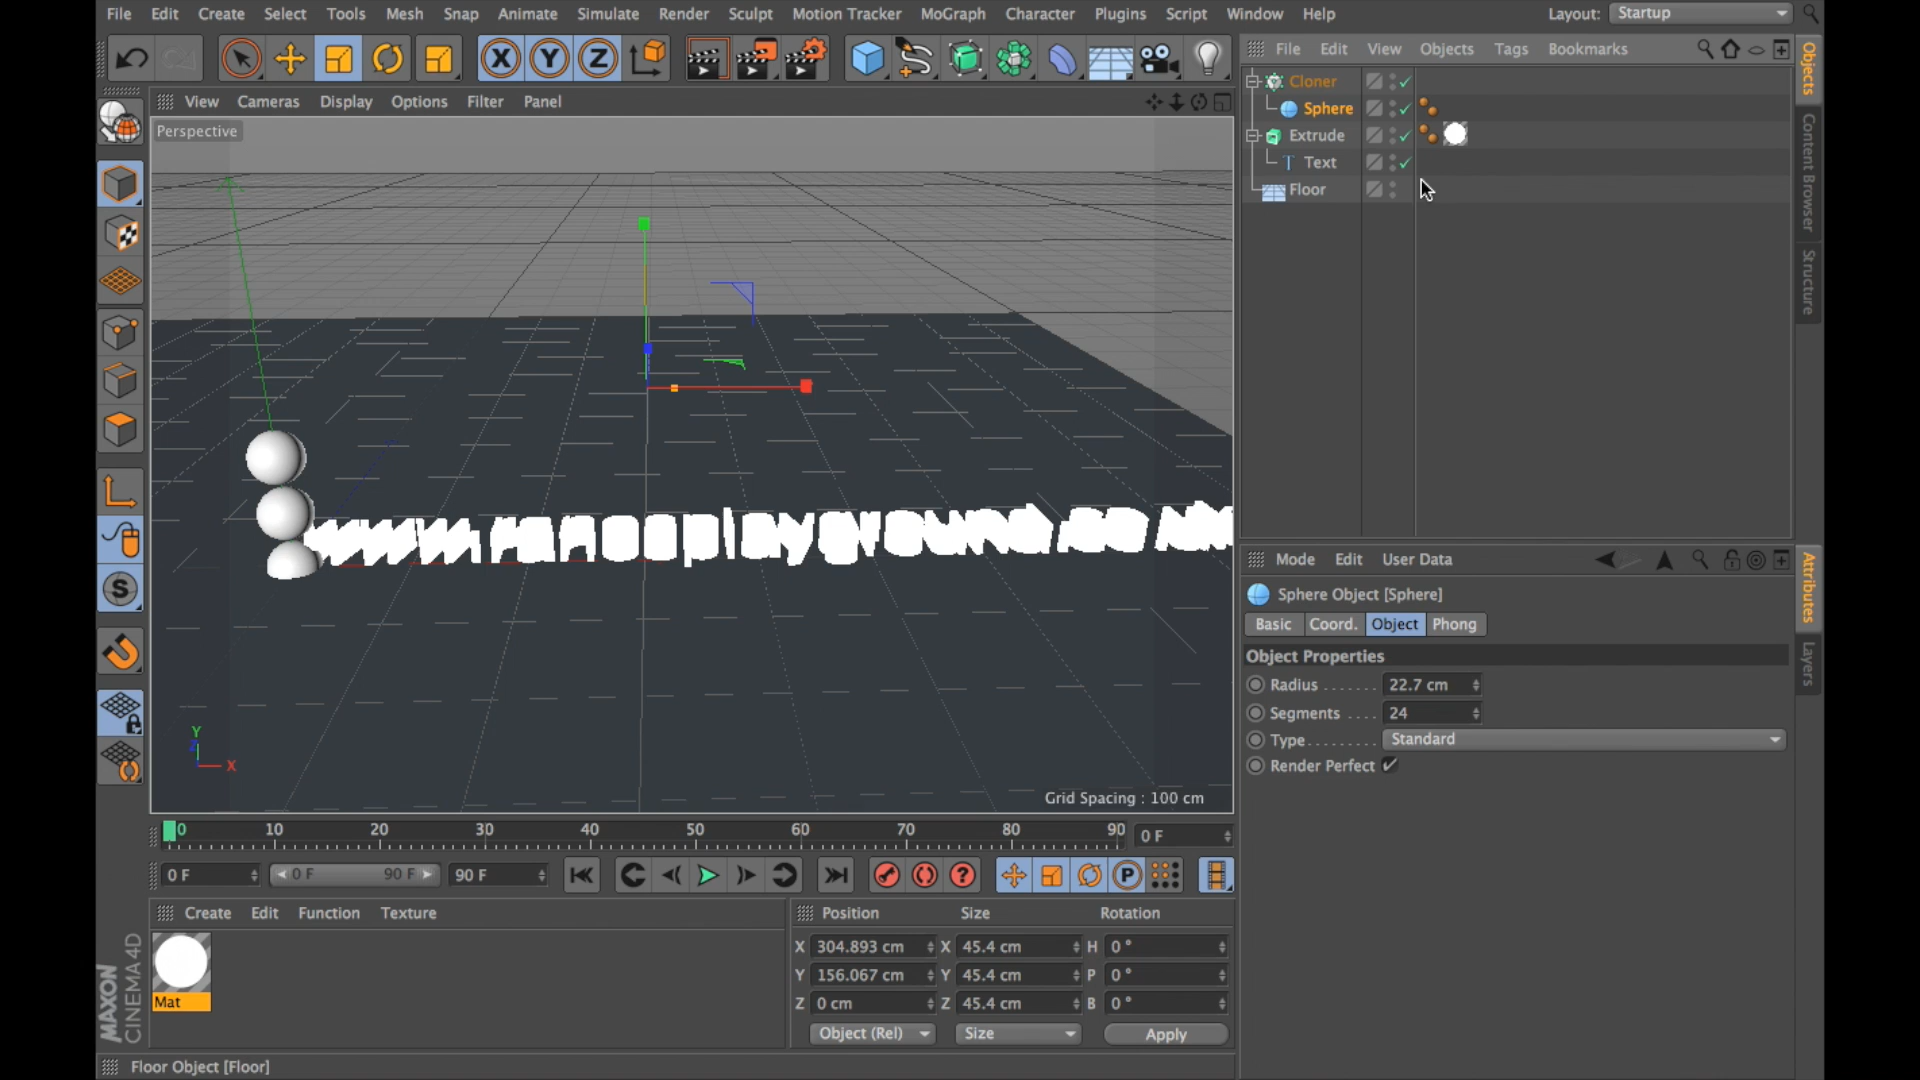 File Edit Create Select Tools Mesh Snap Animate Simulate Render Sculpt Motion Tracker MoGraph Character Plugins Script Window Help Layout: Startup
X Y Z
File Edit View Objects Tags Bookmarks
View Cameras Display Options Filter Panel
Perspective
Cloner
Sphere
Extrude
Text
Floor
Objects
Content Browser
Structure
Y
Z
X
Grid Spacing : 100 cm
Mode Edit User Data
Sphere Object [Sphere]
Basic Coord. Object Phong
Object Properties
Radius ....... 22.7 cm
Segments .... 24
Type........ Standard
Render Perfect
Attributes
Layers
0 10 20 30 40 50 60 70 80 90 0 F
0 F 0 F 90 F 90 F P
Create Edit Function Texture
Mat
MAXON
CINEMA 4D
Position Size Rotation
X 304.893 cm X 45.4 cm H 0 °
Y 156.067 cm Y 45.4 cm P 0 °
Z 0 cm Z 45.4 cm B 0 °
Object (Rel) Size Apply
Floor Object [Floor]